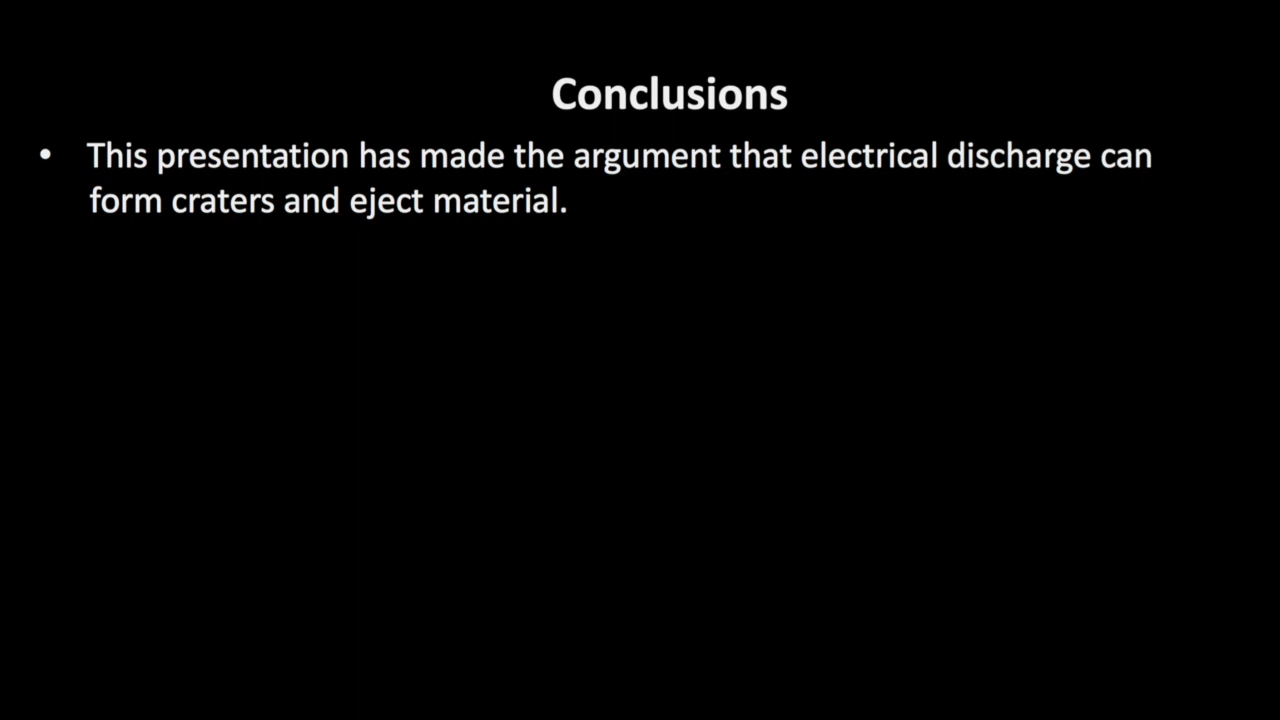 Conclusions
• This presentation has made the argument that electrical discharge can
form craters and eject material.